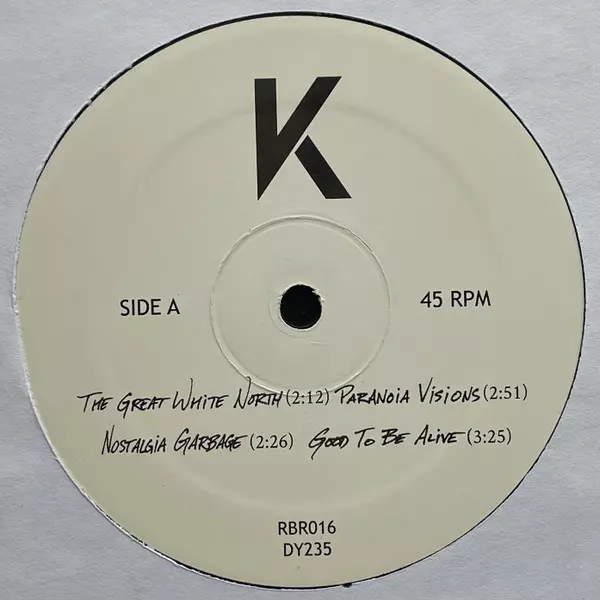 K
SIDE A
45 RPM
THE GREAT WHITE NORTH (2:12) PARANOIA VISIONS (2:51)
NOSTALGIA GARBAGE (2:26) GOOD TO BE ALIVE (3:25)
RBR016
DY235